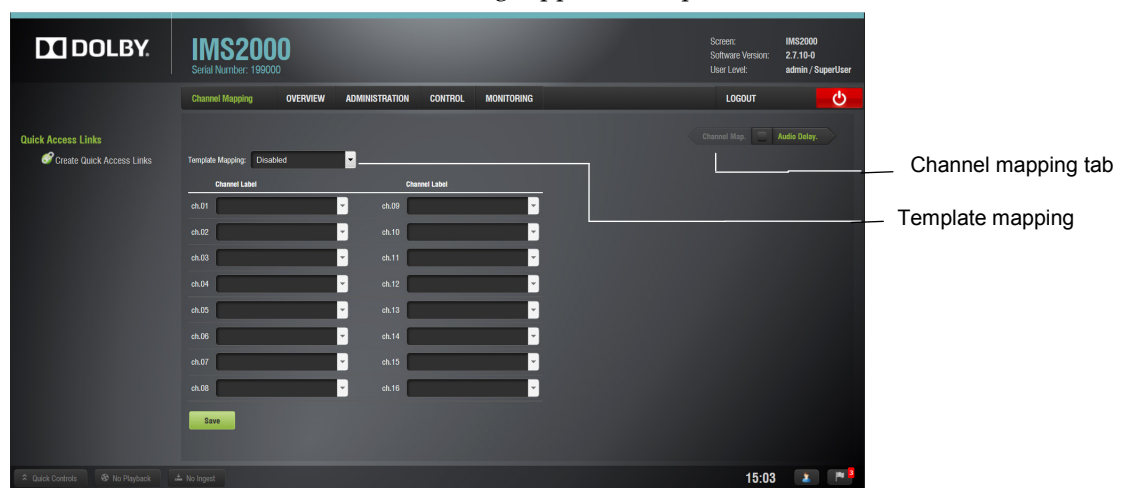 DOLBY.
IMS2000
Serial Number: 199000
Screen: IMS2000
Software Version: 2.7.10-0
User Level: admin / SuperUser
Channel Mapping OVERVIEW ADMINISTRATION CONTROL MONITORING LOGOUT
Quick Access Links
Create Quick Access Links
Channel Map. Audio Delay.
Template Mapping: Disabled
Channel Label Channel Label
ch.01 ch.09
ch.02 ch.10
ch.03 ch.11
ch.04 ch.12
ch.05 ch.13
ch.06 ch.14
ch.07 ch.15
ch.08 ch.16
Save
Channel mapping tab
Template mapping
Quick Controls No Playback No Ingest 15:03 3